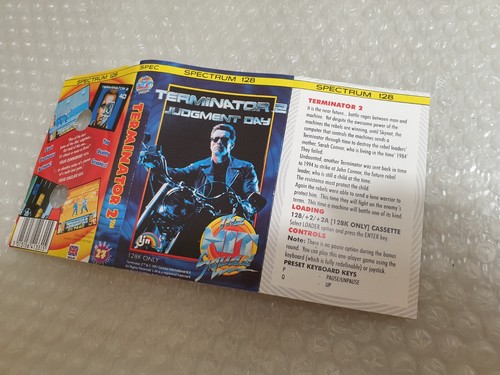 SPECTRUM 128
TERMINATOR 2
SPEC
TERMINATOR 2
SPECTRUM 128
TERMINATOR 2
JUDGMENT DAY
LJN
THE
HIT
SQUAD
128K ONLY
SPECTRUM 128
TERMINATOR 2
It is the near future... battle rages between man and
machine. Yet despite the awesome power of the
machines the rebels are winning, until Skynet, the
computer that controls the machines sends a
Terminator through time to destroy the rebel leaders'
mother, Sarah Connor, who is living in the time '1984'
They failed.
Undaunted, another Terminator was sent back in time
to 1994 to strike at John Connor, the future rebel
leader, who is still a child at the time.
The resistance must protect the child.
Again the rebels were able to send a lone warrior to
protect him. This time they will fight on the enemy's
terms. This time a machine will battle one of its kind.
LOADING
128/+2/+2A [128K ONLY] CASSETTE
Select LOADER option and press the ENTER key.
CONTROLS
Note: There is no pause option during the bonus
round. You can play this one-player game using the
keyboard (which is fully redefinable) or joystick.
PRESET KEYBOARD KEYS
P - PAUSE/UNPAUSE
Q - UP